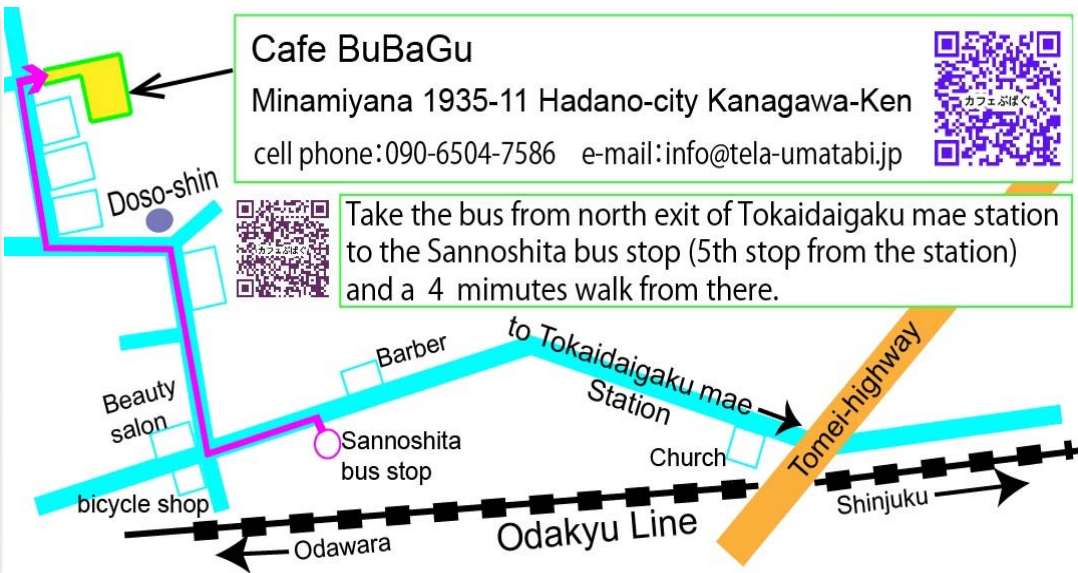 Cafe BuBaGu
Minamiyana 1935-11 Hadano-city Kanagawa-Ken
cell phone:090-6504-7586 e-mail:info@tela-umatabi.jp
カフェぶばぐ
Doso-shin
カフェぶばぐ
Take the bus from north exit of Tokaidaigaku mae station
to the Sannoshita bus stop (5th stop from the station)
and a 4 mimutes walk from there.
to Tokaidaigaku mae
Station
Barber
Beauty
salon
Sannoshita
bus stop
bicycle shop
Church
Tomei-highway
Shinjuku
Odakyu Line
Odawara